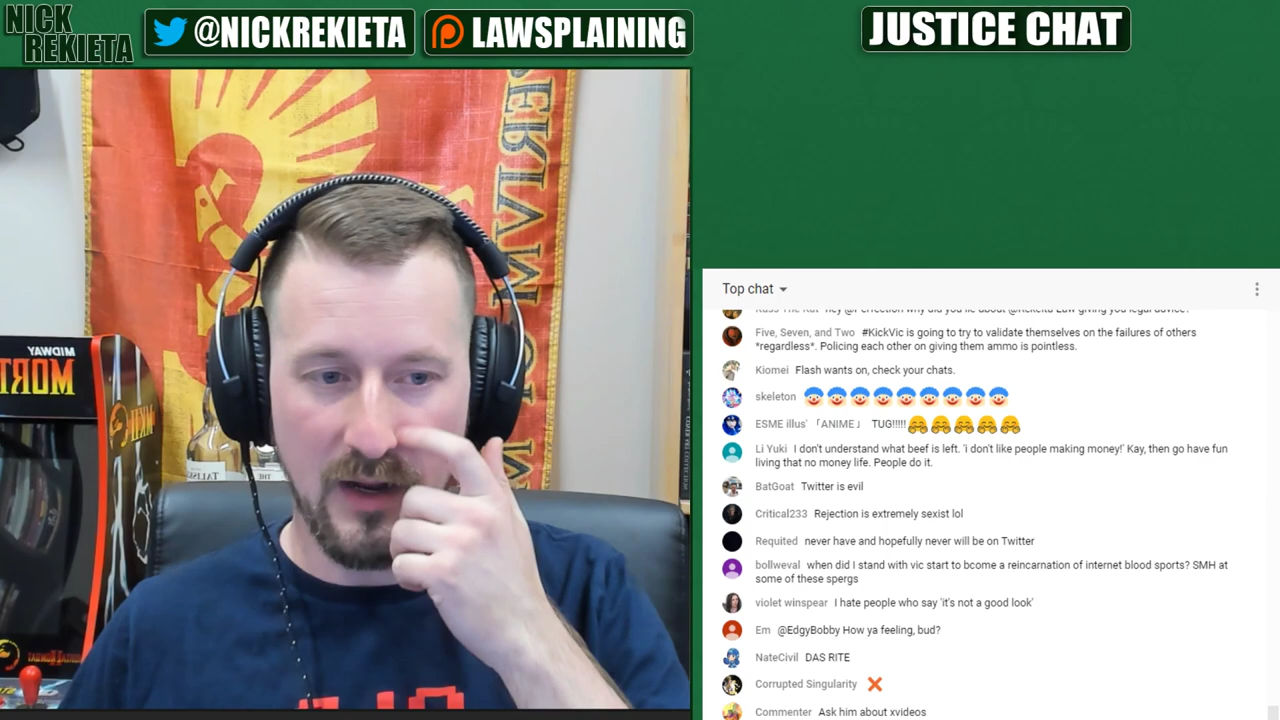 NICK
REKIETA
@NICKREKIETA
LAWSPLAINING
JUSTICE CHAT
MIDWAY
MORT
MKII
THE
TALIS
Top chat
Five, Seven, and Two #KickVic is going to try to validate themselves on the failures of others
*regardless*. Policing each other on giving them ammo is pointless.
Kiomei Flash wants on, check your chats.
skeleton 🤡🤡🤡🤡🤡🤡🤡🤡🤡
ESME illus' 「ANIME」 TUG!!!!!🤗🤗🤗🤗🤗
Li Yuki I don't understand what beef is left. 'i don't like people making money!' Kay, then go have fun
living that no money life. People do it.
BatGoat Twitter is evil
Critical233 Rejection is extremely sexist lol
Requited never have and hopefully never will be on Twitter
bollweval when did I stand with vic start to bcome a reincarnation of internet blood sports? SMH at
some of these spergs
violet winspear I hate people who say 'it's not a good look'
Em @EdgyBobby How ya feeling, bud?
NateCivil DAS RITE
Corrupted Singularity ❌
Commenter Ask him about xvideos